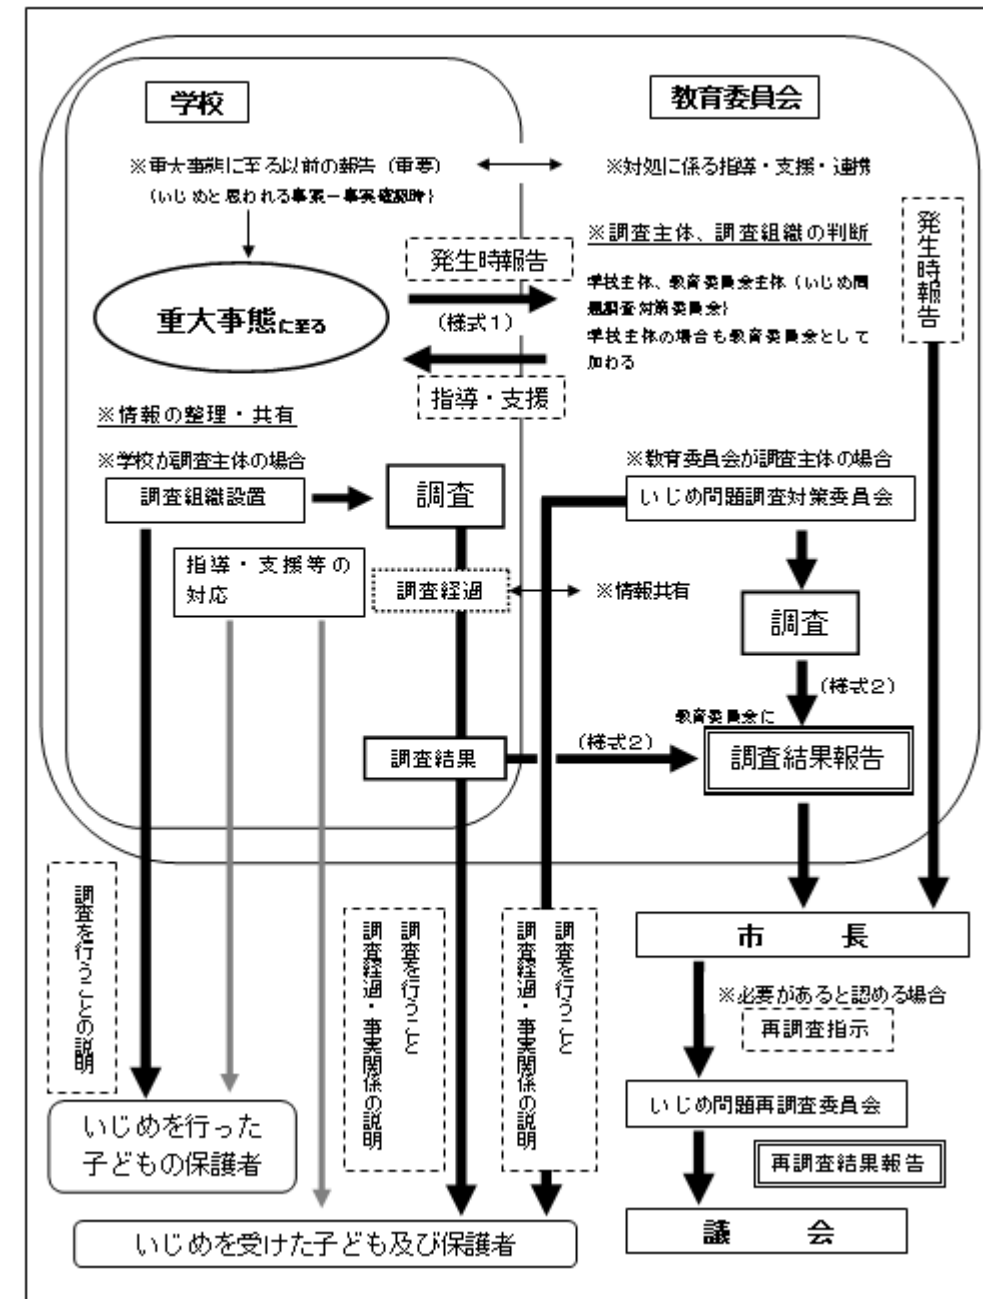 学校
教育委員会
※重大事態に至る以前の報告（重要）
（いじめと思われる事案－事実確認時）
※対処に係る指導・支援・連携
発生時報告
※調査主体、調査組織の判断
発生時報告
（様式１）
学校主体、教育委員会主体（いじめ問
題調査対策委員会）
学校主体の場合も教育委員会として
加わる
重大事態に至る
指導・支援
※情報の整理・共有
※学校が調査主体の場合
調査組織設置
調査
※教育委員会が調査主体の場合
いじめ問題調査対策委員会
指導・支援等の
対応
調査経過
※情報共有
調査
（様式２）
教育委員会に
調査結果
（様式２）
調査結果報告
調査を行うことの説明
調査を行うこと
調査経過・事実関係の説明
調査を行うこと
調査経過・事実関係の説明
市　長
※必要があると認める場合
再調査指示
いじめ問題再調査委員会
いじめを行った
子どもの保護者
再調査結果報告
いじめを受けた子ども及び保護者
議　会